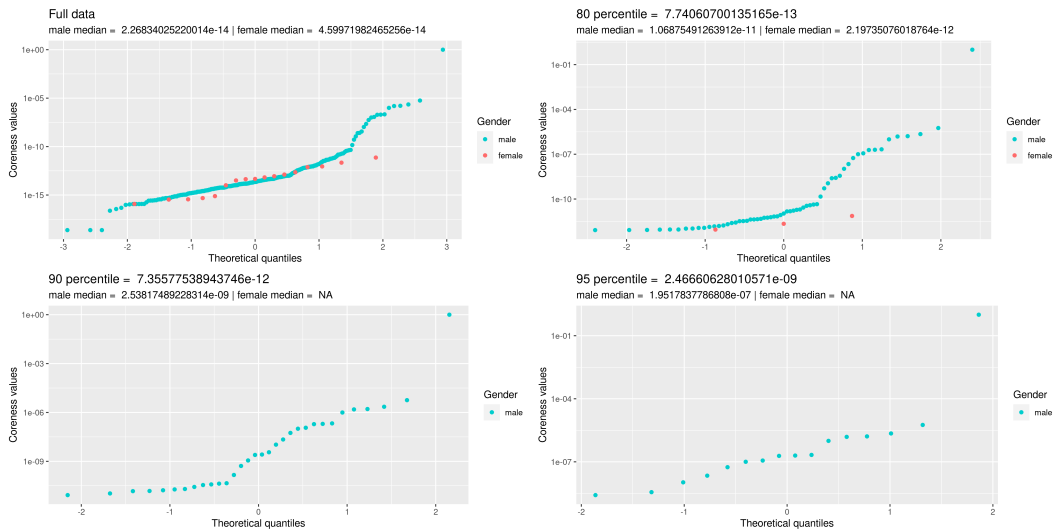 Full data
male median = 2.26834025220014e-14 | female median = 4.59971982465256e-14
Coreness values
1e+00
1e-05
1e-10
1e-15
-3
-2
-1
0
1
2
3
Theoretical quantiles
Gender
male
female
80 percentile = 7.74060700135165e-13
male median = 1.06875491263912e-11 | female median = 2.19735076018764e-12
Coreness values
1e-01
1e-04
1e-07
1e-10
-2
-1
0
1
2
Theoretical quantiles
Gender
male
female
90 percentile = 7.35577538943746e-12
male median = 2.53817489228314e-09 | female median = NA
Coreness values
1e+00
1e-03
1e-06
1e-09
-2
-1
0
1
2
Theoretical quantiles
Gender
male
95 percentile = 2.46660628010571e-09
male median = 1.9517837786808e-07 | female median = NA
Coreness values
1e-01
1e-04
1e-07
-2
-1
0
1
2
Theoretical quantiles
Gender
male